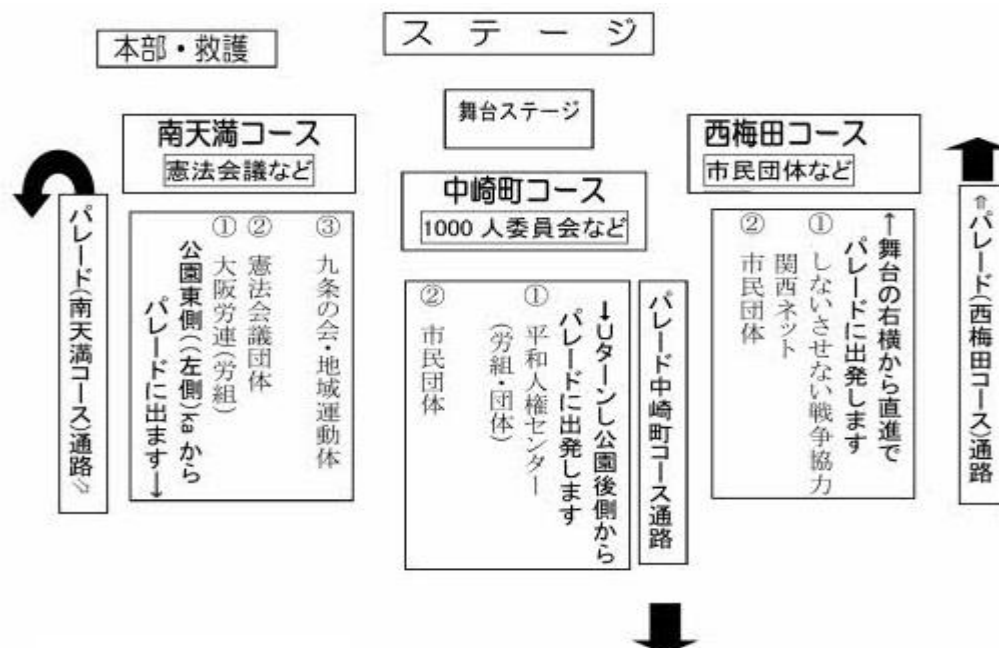 ステージ
本部・救護
舞台ステージ
南天満コース
憲法会議など
中崎町コース
1000人委員会など
西梅田コース
市民団体など
パレード(南天満コース)通路⇗
③ 九条の会・地域運動体
② 憲法会議団体
① 大阪労連(労組)
公園東側((左側)kaから
パレードに出ます→
↓Uターンし公園後側から
パレードに出発します
① 平和人権センター
(労組・団体)
② 市民団体
パレード中崎町コース通路
↑舞台の右横から直進で
パレードに出発します
① しないさせない戦争協力
関西ネット
② 市民団体
⇑パレード(西梅田コース)通路